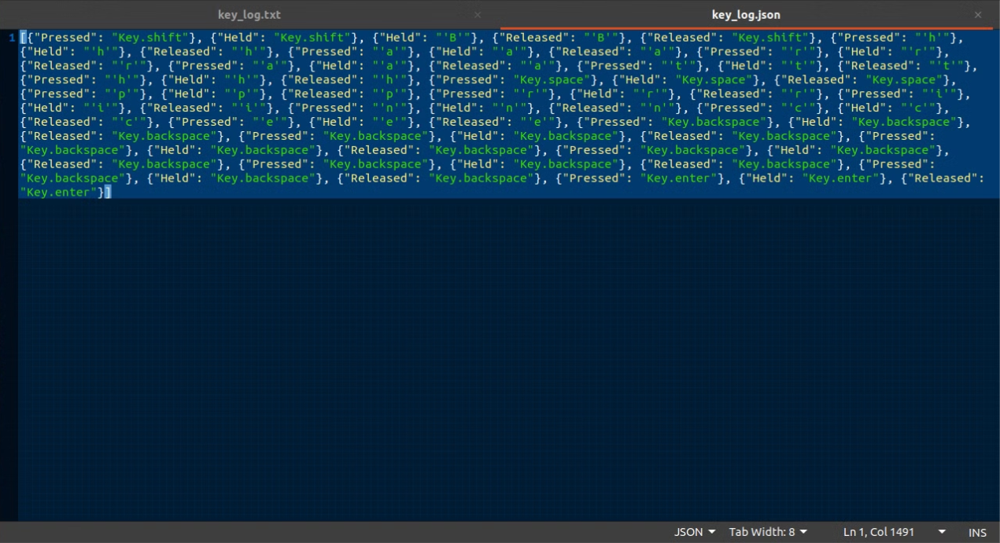 key_log.txt × key_log.json ×
1 [{"Pressed": "Key.shift"}, {"Held": "Key.shift"}, {"Held": "'B'"}, {"Released": "'B'"}, {"Released": "Key.shift"}, {"Pressed": "'h'"},
{"Held": "'h'"}, {"Released": "'h'"}, {"Pressed": "'a'"}, {"Held": "'a'"}, {"Released": "'a'"}, {"Pressed": "'r'"}, {"Held": "'r'"},
{"Released": "'r'"}, {"Pressed": "'a'"}, {"Held": "'a'"}, {"Released": "'a'"}, {"Pressed": "'t'"}, {"Held": "'t'"}, {"Released": "'t'"},
{"Pressed": "'h'"}, {"Held": "'h'"}, {"Released": "'h'"}, {"Pressed": "Key.space"}, {"Held": "Key.space"}, {"Released": "Key.space"},
{"Pressed": "'p'"}, {"Held": "'p'"}, {"Released": "'p'"}, {"Pressed": "'r'"}, {"Held": "'r'"}, {"Released": "'r'"}, {"Pressed": "'i'"},
{"Held": "'i'"}, {"Released": "'i'"}, {"Pressed": "'n'"}, {"Held": "'n'"}, {"Released": "'n'"}, {"Pressed": "'c'"}, {"Held": "'c'"},
{"Released": "'c'"}, {"Pressed": "'e'"}, {"Held": "'e'"}, {"Released": "'e'"}, {"Pressed": "Key.backspace"}, {"Held": "Key.backspace"},
{"Released": "Key.backspace"}, {"Pressed": "Key.backspace"}, {"Held": "Key.backspace"}, {"Released": "Key.backspace"}, {"Pressed":
"Key.backspace"}, {"Held": "Key.backspace"}, {"Released": "Key.backspace"}, {"Pressed": "Key.backspace"}, {"Held": "Key.backspace"},
{"Released": "Key.backspace"}, {"Pressed": "Key.backspace"}, {"Held": "Key.backspace"}, {"Released": "Key.backspace"}, {"Pressed":
"Key.backspace"}, {"Held": "Key.backspace"}, {"Released": "Key.backspace"}, {"Pressed": "Key.enter"}, {"Held": "Key.enter"}, {"Released":
"Key.enter"}]
JSON Tab Width: 8 Ln 1, Col 1491 INS